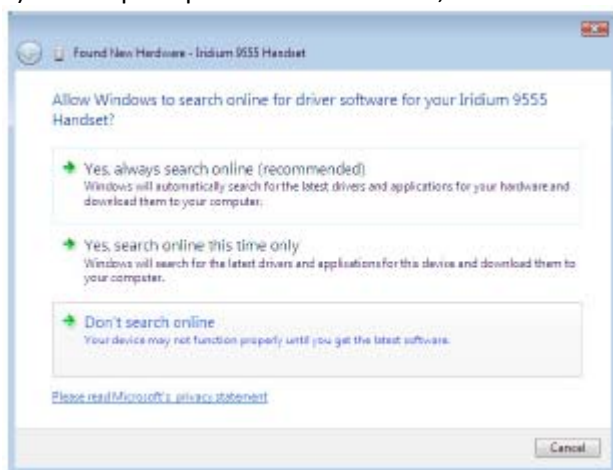 Found New Hardware - Iridium 9555 Handset
Allow Windows to search online for driver software for your Iridium 9555
Handset?
Yes, always search online (recommended)
Windows will automatically search for the latest drivers and applications for your hardware and
download them to your computer.
Yes, search online this time only
Windows will search for the latest drivers and applications for this device and download them to
your computer.
Don't search online
Your device may not function properly until you get the latest software.
Please read Microsoft's privacy statement
Cancel